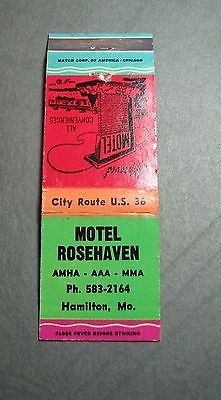 MATCH CORP. OF AMERICA - CHICAGO
ALL
CONVENIENCES
MOTEL
Approved
City Route U.S. 36
MOTEL
ROSEHAVEN
AMHA - AAA - MMA
Ph. 583-2164
Hamilton, Mo.
CLOSE COVER BEFORE STRIKING